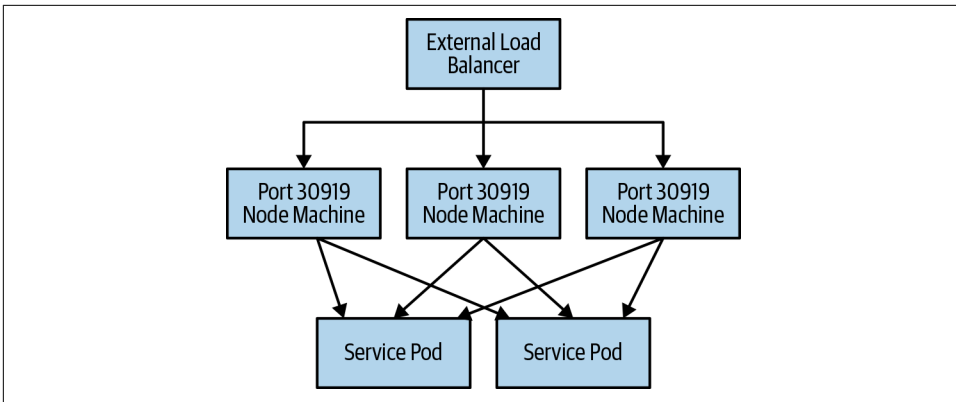 External Load
Balancer
Port 30919
Node Machine
Port 30919
Node Machine
Port 30919
Node Machine
Service Pod
Service Pod